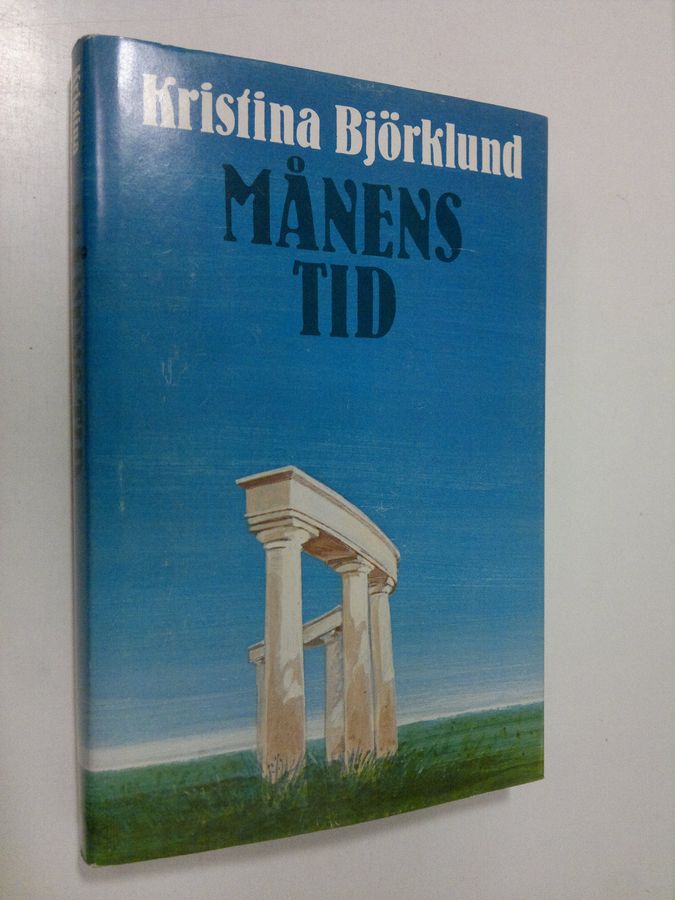 Kristina Björklund
MÅNENS
TID